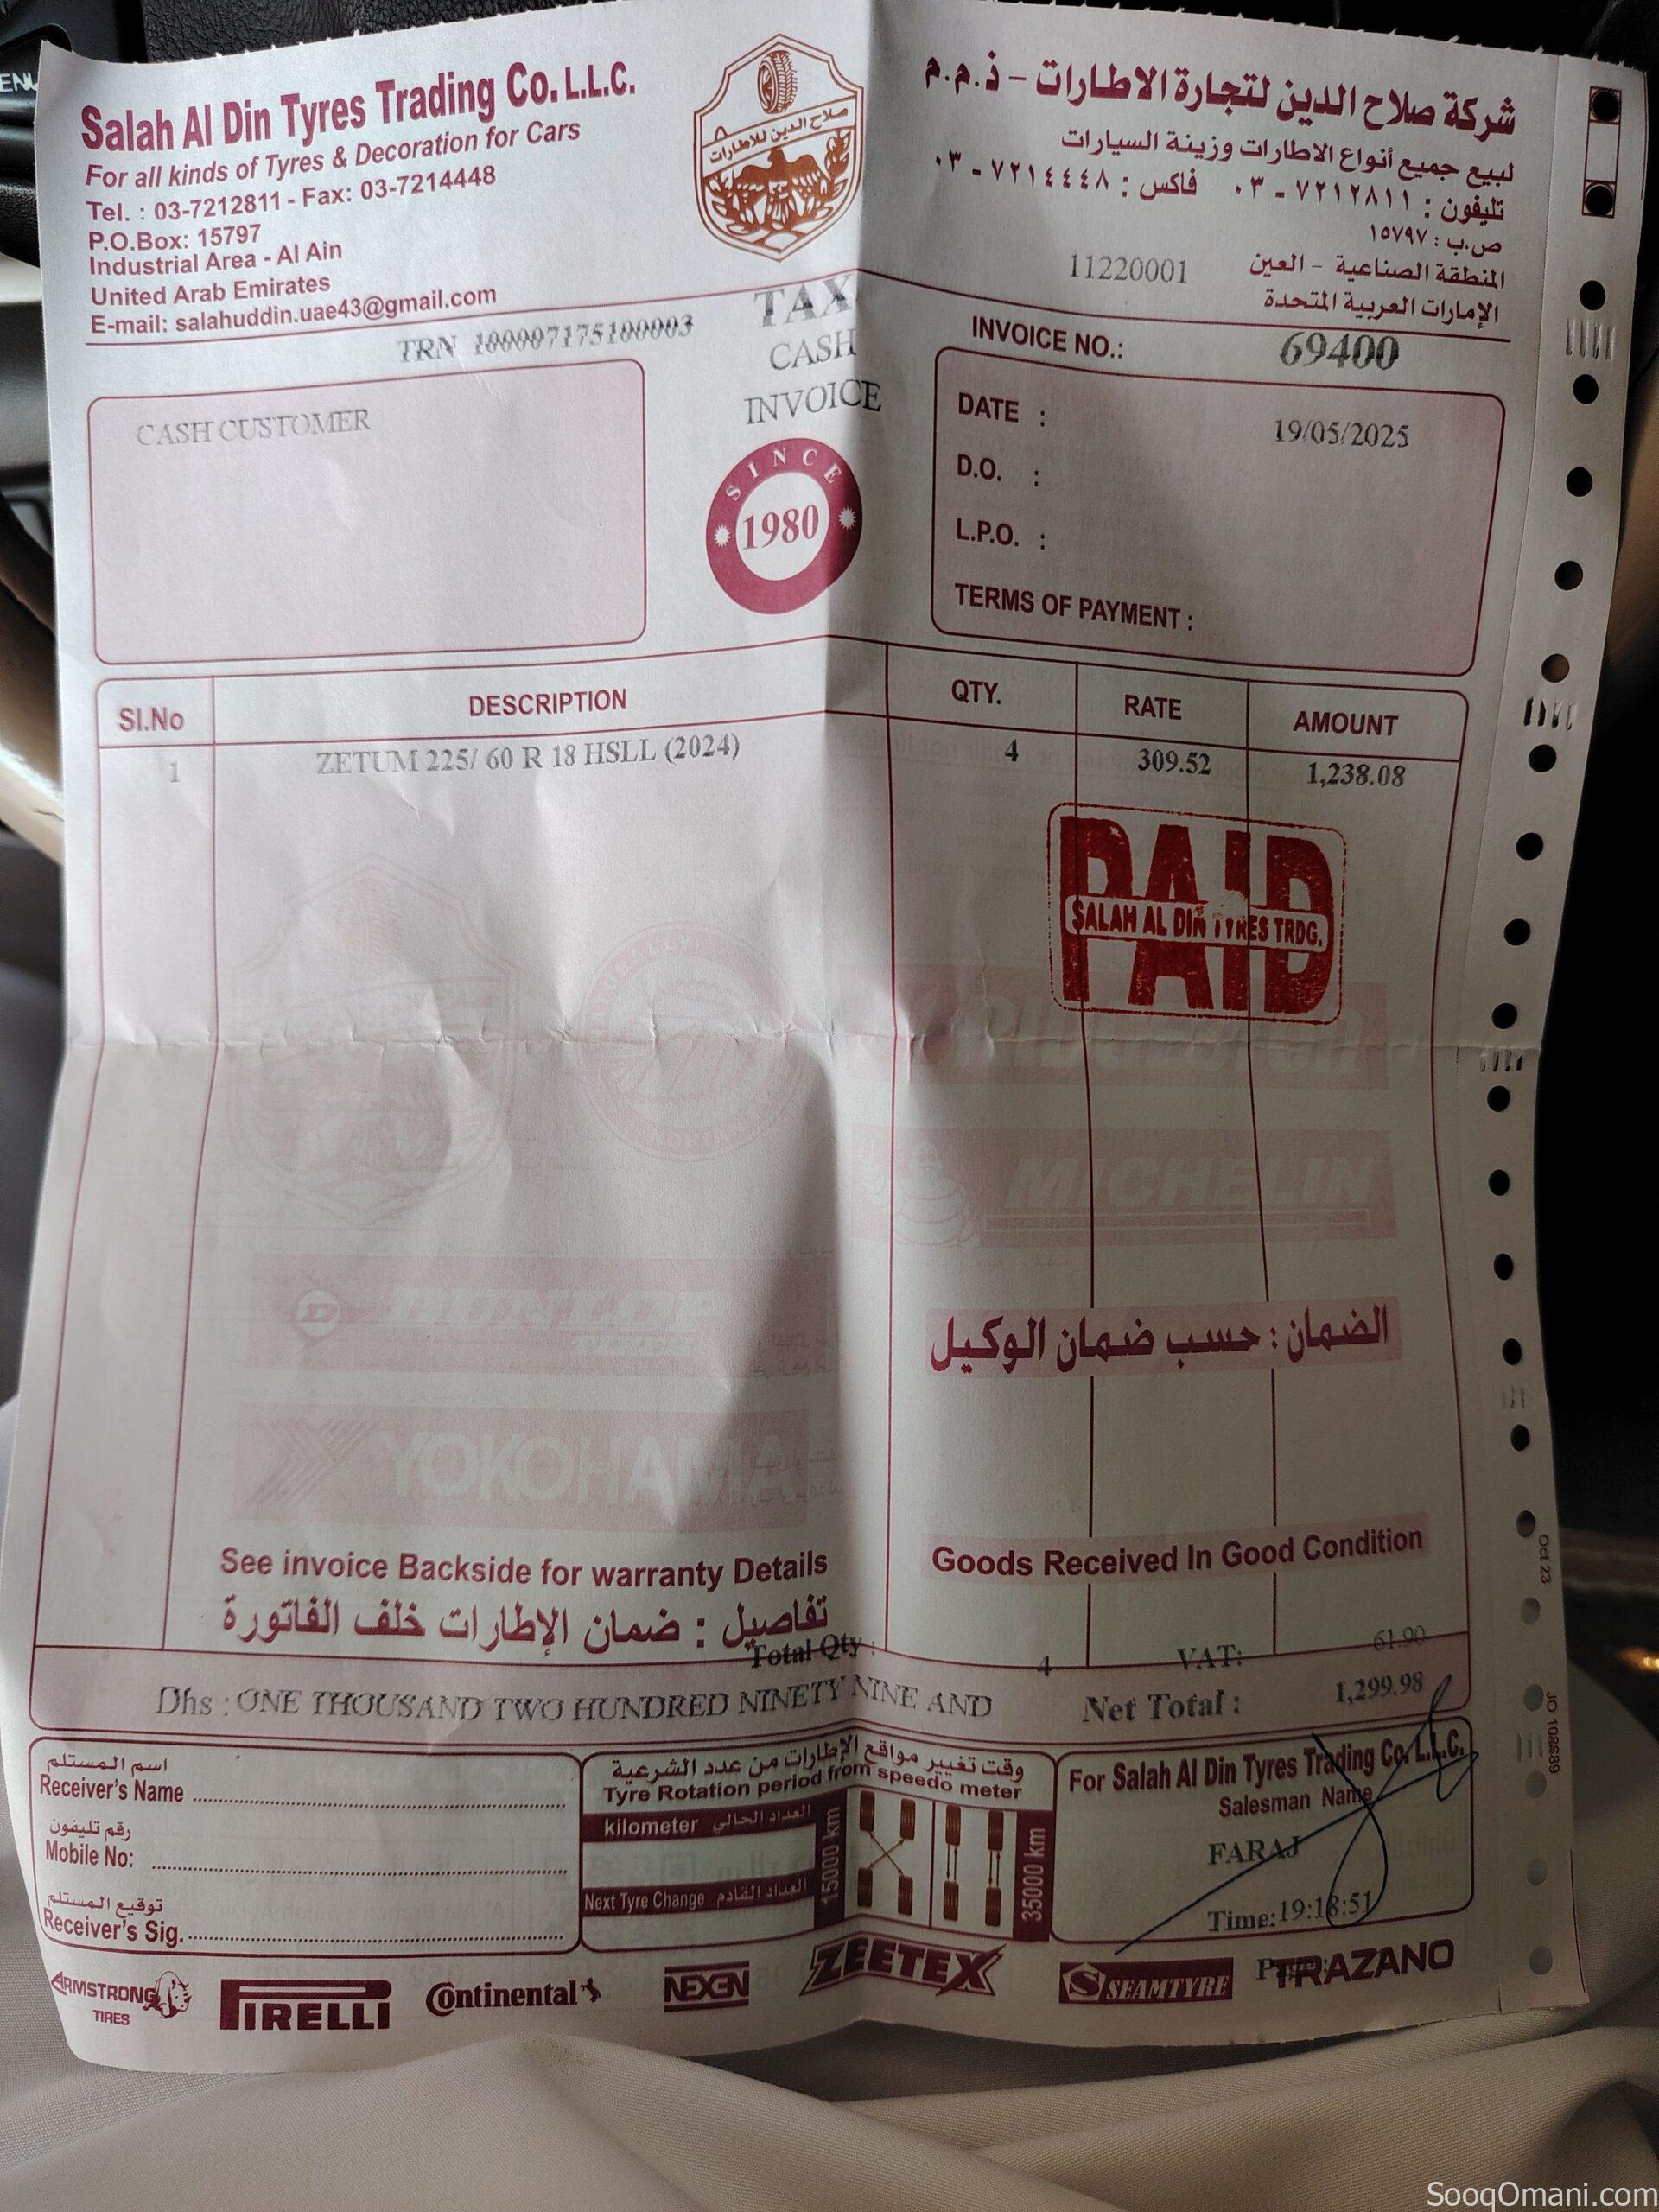 Salah Al Din Tyres Trading Co. L.L.C.
For all kinds of Tyres & Decoration for Cars
Tel. : 03-7212811 - Fax: 03-7214448
P.O.Box: 15797
Industrial Area - Al Ain
United Arab Emirates
E-mail: salahuddin.uae43@gmail.com
صلاح الدين للاطارات
شركة صلاح الدين لتجارة الاطارات - ذ.م.م
لبيع جميع أنواع الاطارات وزينة السيارات
تليفون : ٧٢١٢٨١١ - ٠٣ فاكس : ٧٢١٤٤٤٨ - ٠٣
ص.ب : ١٥٧٩٧
المنطقة الصناعية - العين
الإمارات العربية المتحدة
11220001
TRN 100007175100003
TAX
CASH
INVOICE
INVOICE NO.: 69400
CASH CUSTOMER
SINCE
1980
DATE : 19/05/2025
D.O. :
L.P.O. :
TERMS OF PAYMENT :
SI.No DESCRIPTION QTY. RATE AMOUNT
1 ZETUM 225/ 60 R 18 HSLL (2024) 4 309.52 1,238.08
PAID
SALAH AL DIN TYRES TRDG.
MICHELIN
DUNLOP
الضمان : حسب ضمان الوكيل
YOKOHAMA
See invoice Backside for warranty Details
تفاصيل : ضمان الإطارات خلف الفاتورة
Goods Received In Good Condition
Total Qty : 4 VAT: 61.90
Dhs : ONE THOUSAND TWO HUNDRED NINETY NINE AND Net Total : 1,299.98
اسم المستلم
Receiver's Name
رقم تليفون
Mobile No:
توقيع المستلم
Receiver's Sig.
وقت تغيير مواقع الإطارات من عدد الشرعية
Tyre Rotation period from speedo meter
kilometer العداد الحالي
Next Tyre Change العداد القادم
15000 km
35000 km
For Salah Al Din Tyres Trading Co. L.L.C.
Salesman Name
FARAJ
Time:19:18:51
Oct 23
ARMSTRONG
TIRES
PIRELLI
Continental
NEXEN
ZEETEX
SEAMTYRE
TRAZANO
SooqOmani.com